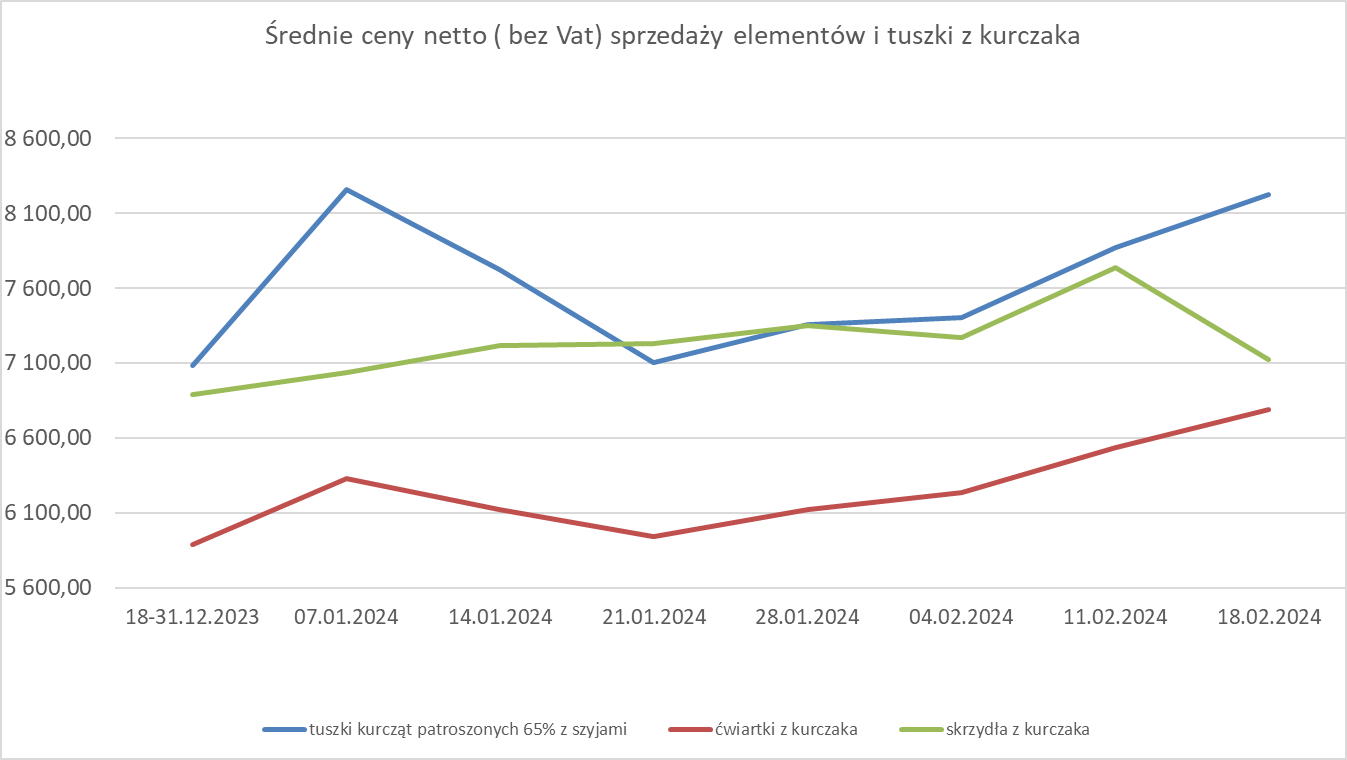 Średnie ceny netto ( bez Vat) sprzedaży elementów i tuszki z kurczaka
8 600,00
8 100,00
7 600,00
7 100,00
6 600,00
6 100,00
5 600,00
18-31.12.2023 07.01.2024 14.01.2024 21.01.2024 28.01.2024 04.02.2024 11.02.2024 18.02.2024
tuszki kurcząt patroszonych 65% z szyjami ćwiartki z kurczaka skrzydła z kurczaka